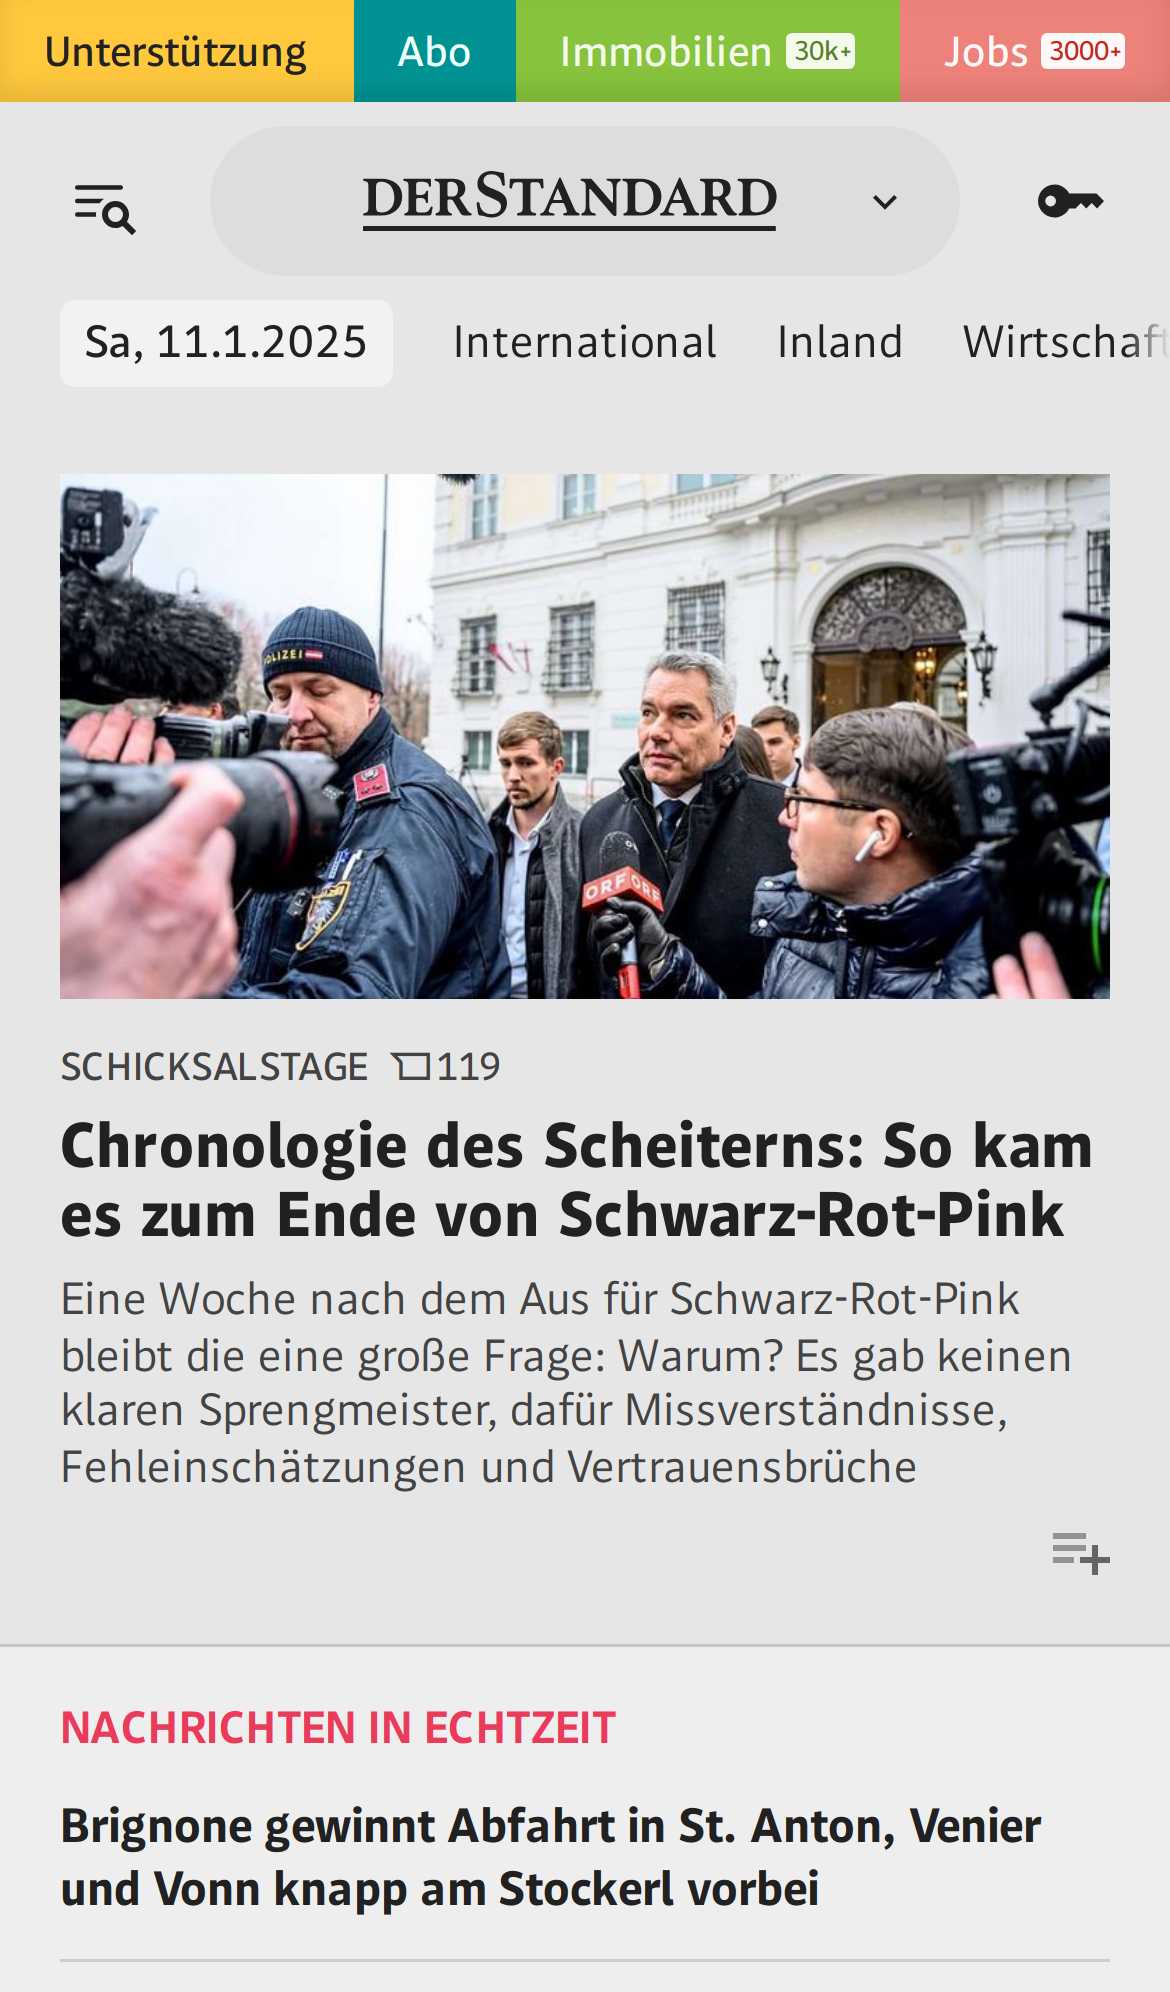 Unterstützung Abo Immobilien 30k+ Jobs 3000+
DERSTANDARD
Sa, 11.1.2025 International Inland Wirtschaft
POLIZEI
ORF ORF
SCHICKSALSTAGE 119
Chronologie des Scheiterns: So kam
es zum Ende von Schwarz-Rot-Pink
Eine Woche nach dem Aus für Schwarz-Rot-Pink
bleibt die eine große Frage: Warum? Es gab keinen
klaren Sprengmeister, dafür Missverständnisse,
Fehleinschätzungen und Vertrauensbrüche
NACHRICHTEN IN ECHTZEIT
Brignone gewinnt Abfahrt in St. Anton, Venier
und Vonn knapp am Stockerl vorbei